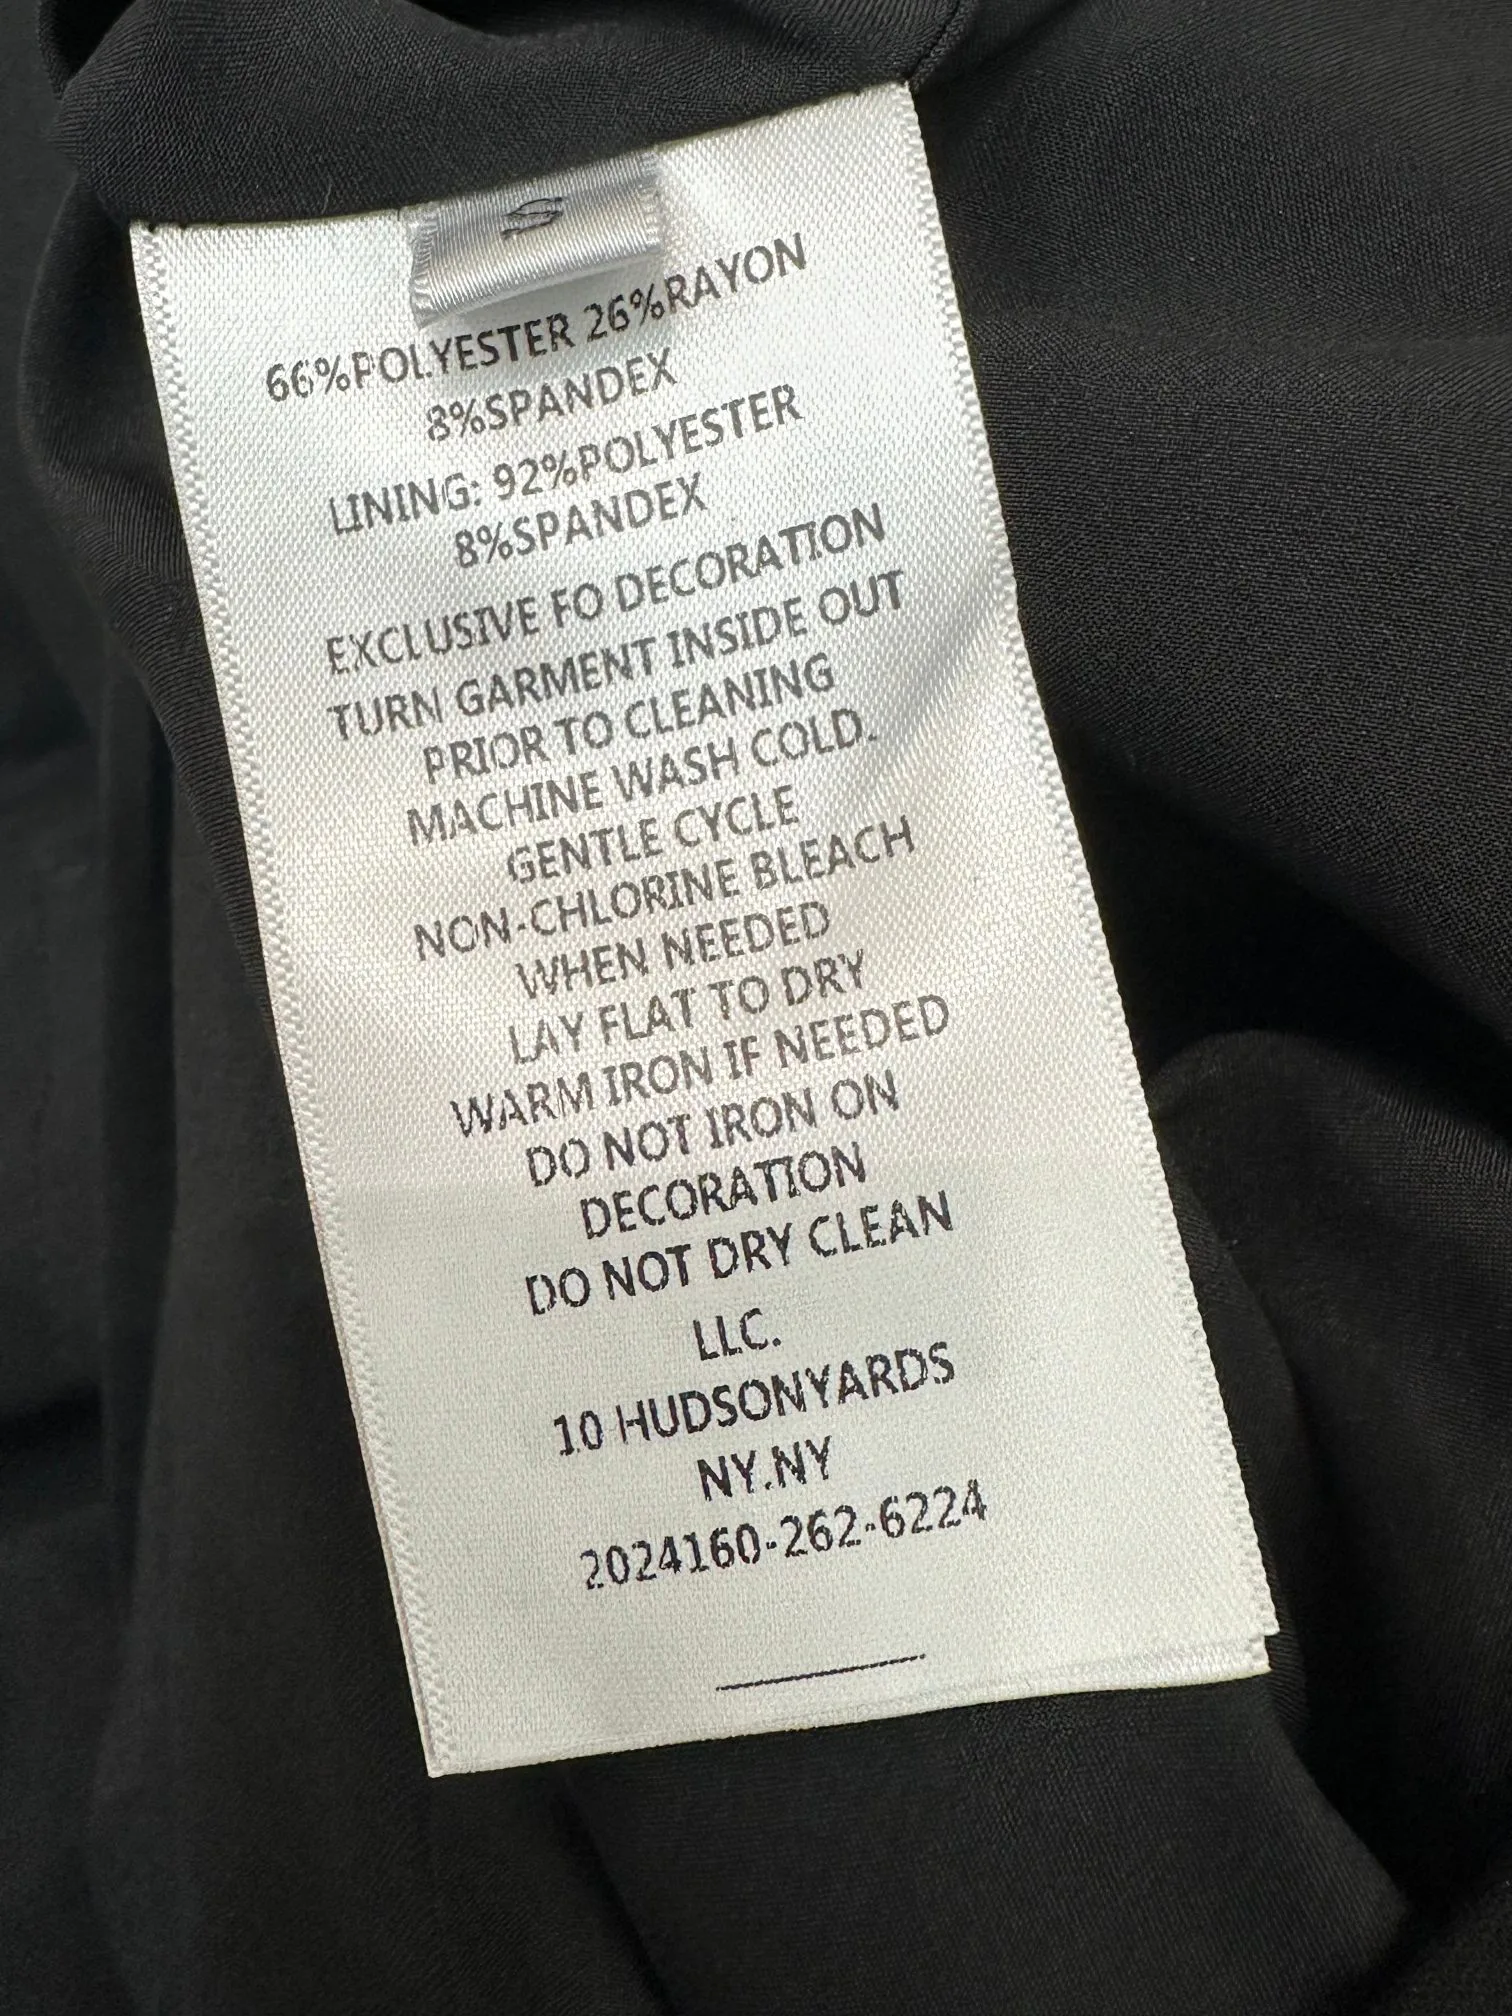 S
66%POLYESTER 26%RAYON
8%SPANDEX
LINING: 92%POLYESTER
8%SPANDEX
EXCLUSIVE FO DECORATION
TURN GARMENT INSIDE OUT
PRIOR TO CLEANING
MACHINE WASH COLD.
GENTLE CYCLE
NON-CHLORINE BLEACH
WHEN NEEDED
LAY FLAT TO DRY
WARM IRON IF NEEDED
DO NOT IRON ON
DECORATION
DO NOT DRY CLEAN
LLC.
10 HUDSONYARDS
NY.NY
2024160-262-6224